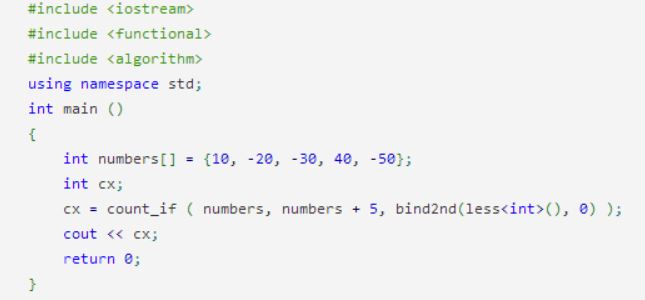 #include <iostream>
#include <functional>
#include <algorithm>
using namespace std;
int main ()
{
    int numbers[] = {10, -20, -30, 40, -50};
    int cx;
    cx = count_if ( numbers, numbers + 5, bind2nd(less<int>(), 0) );
    cout << cx;
    return 0;
}